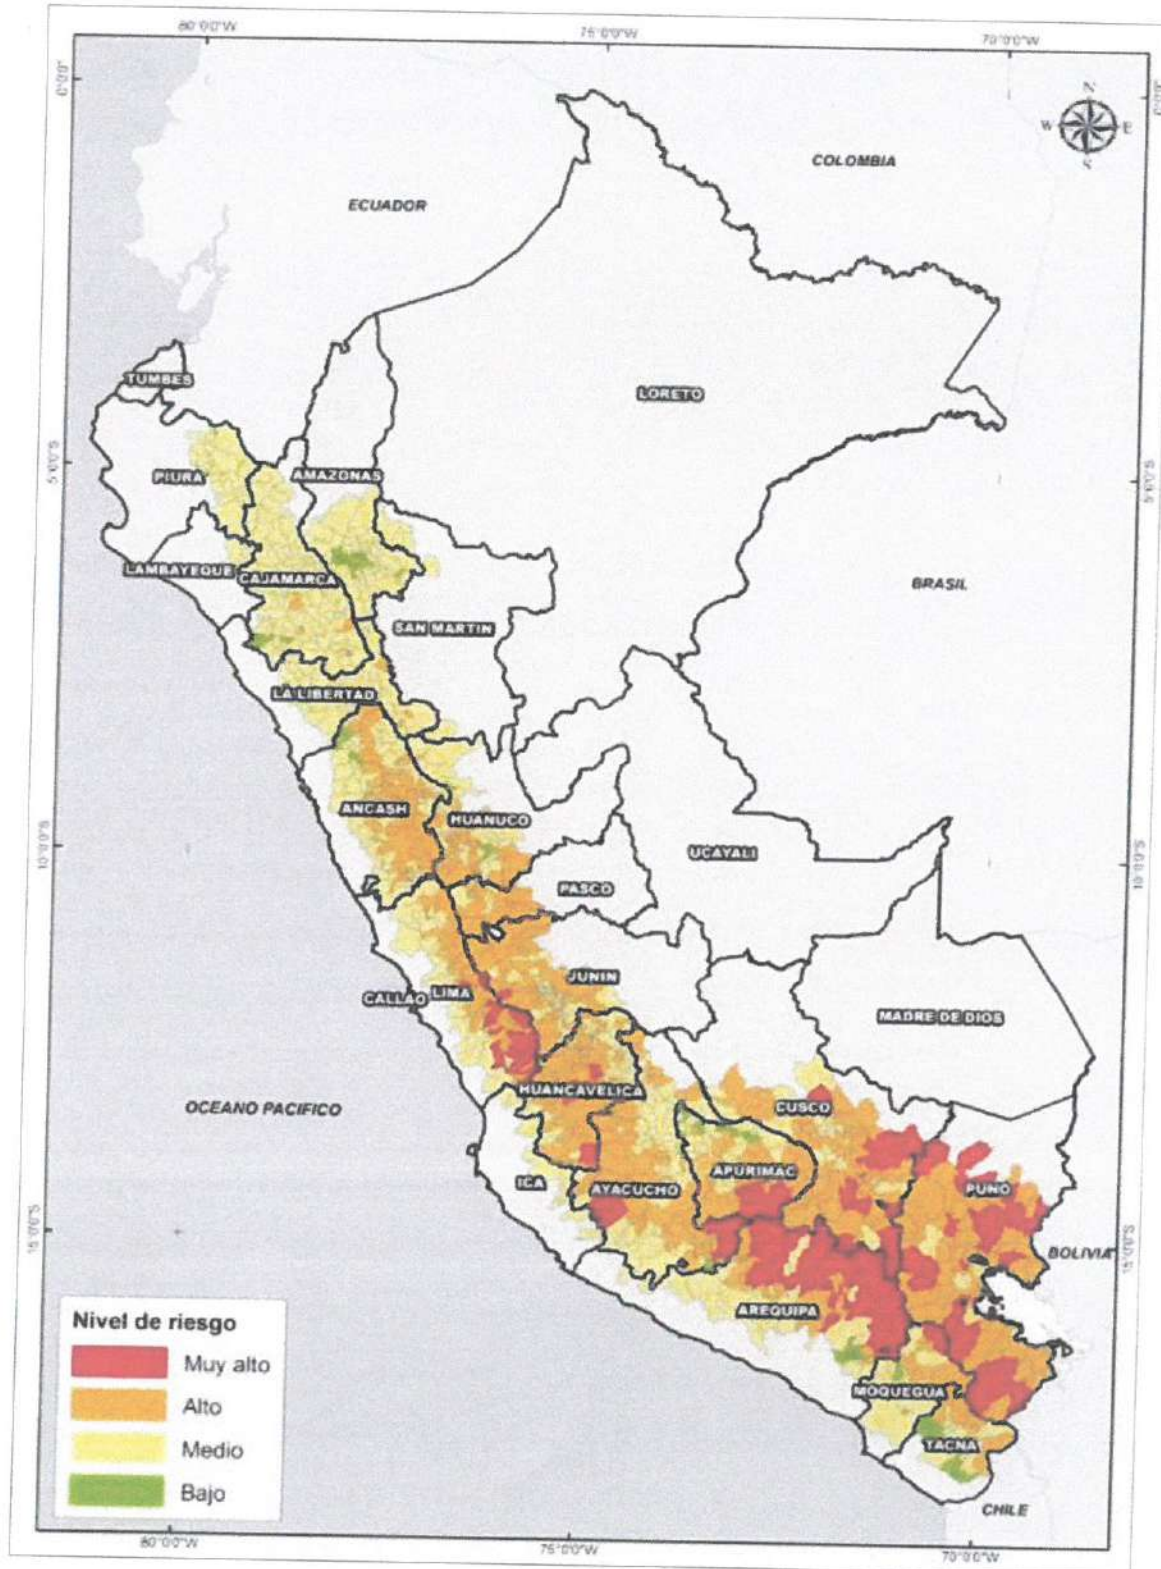 80°0'0"W
75°0'0"W
70°0'0"W
0°0'0"
0°0'0"
N
W
E
S
COLOMBIA
ECUADOR
TUMBES
LORETO
5°0'0"S
PIURA
AMAZONAS
5°0'0"S
LAMBAYEQUE
CAJAMARCA
BRASIL
SAN MARTIN
LA LIBERTAD
ANCASH
HUANUCO
10°0'0"S
UCAYALI
10°0'0"S
PASCO
JUNIN
CALLAO
LIMA
MADRE DE DIOS
HUANCAVELICA
OCEANO PACIFICO
CUSCO
ICA
AYACUCHO
APURIMAC
PUNO
15°0'0"S
BOLIVIA
15°0'0"S
AREQUIPA
Nivel de riesgo
Muy alto
Alto
Medio
Bajo
MOQUEGUA
TACNA
CHILE
80°0'0"W
75°0'0"W
70°0'0"W